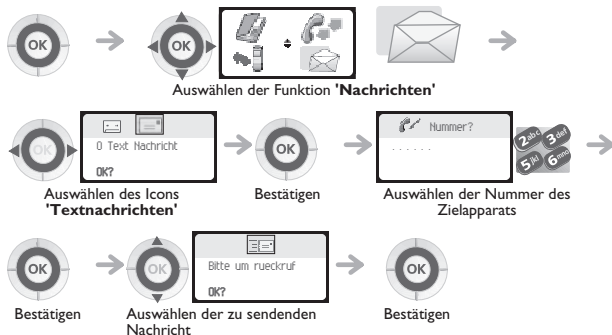 OK
OK
Auswählen der Funktion 'Nachrichten'
OK
0 Text Nachricht
OK?
OK
Nummer?
......
2abc 3def
5jkl 6mno
Auswählen des Icons
'Textnachrichten'
Bestätigen
Auswählen der Nummer des
Zielapparats
OK
OK
Bitte um rueckruf
OK?
OK
Bestätigen
Auswählen der zu sendenden
Nachricht
Bestätigen